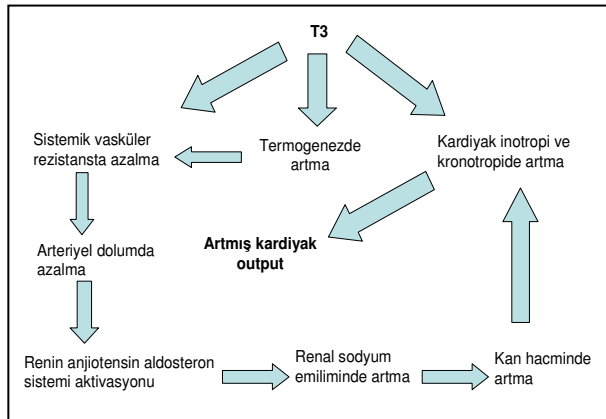 T3
Sistemik vasküler
rezistansta azalma
Termogenezde
artma
Kardiyak inotropi ve
kronotropide artma
Arteriyel dolumda
azalma
Artmış kardiyak
output
Renin anjiotensin aldosteron
sistemi aktivasyonu
Renal sodyum
emiliminde artma
Kan hacminde
artma